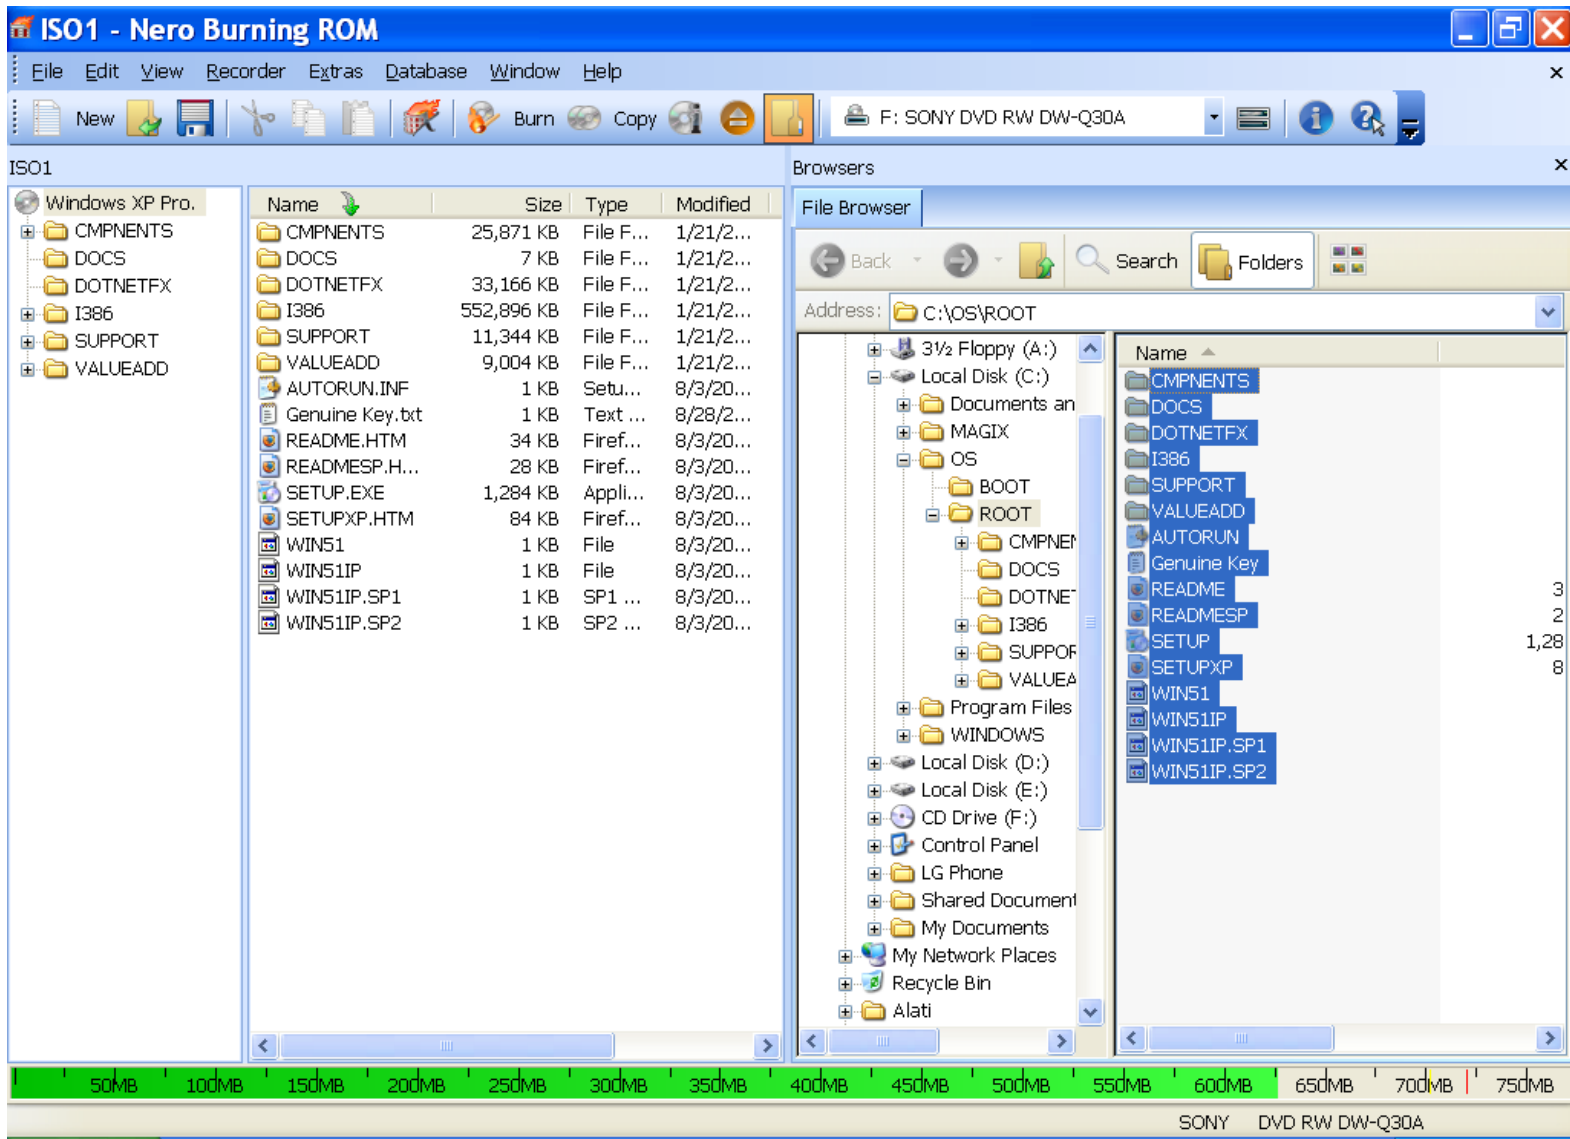 ISO1 - Nero Burning ROM
File Edit View Recorder Extras Database Window Help
New Burn Copy F: SONY DVD RW DW-Q30A
ISO1
Windows XP Pro.
CMPNENTS
DOCS
DOTNETFX
I386
SUPPORT
VALUEADD
Name Size Type Modified
CMPNENTS 25,871 KB File F... 1/21/2...
DOCS 7 KB File F... 1/21/2...
DOTNETFX 33,166 KB File F... 1/21/2...
I386 552,896 KB File F... 1/21/2...
SUPPORT 11,344 KB File F... 1/21/2...
VALUEADD 9,004 KB File F... 1/21/2...
AUTORUN.INF 1 KB Setu... 8/3/20...
Genuine Key.txt 1 KB Text ... 8/28/2...
README.HTM 34 KB Firef... 8/3/20...
READMESP.H... 28 KB Firef... 8/3/20...
SETUP.EXE 1,284 KB Appli... 8/3/20...
SETUPXP.HTM 84 KB Firef... 8/3/20...
WIN51 1 KB File 8/3/20...
WIN51IP 1 KB File 8/3/20...
WIN51IP.SP1 1 KB SP1 ... 8/3/20...
WIN51IP.SP2 1 KB SP2 ... 8/3/20...
Browsers
File Browser
Back Search Folders
Address: C:\OS\ROOT
3½ Floppy (A:)
Local Disk (C:)
Documents an
MAGIX
OS
BOOT
ROOT
CMPNEN
DOCS
DOTNET
I386
SUPPOR
VALUEA
Program Files
WINDOWS
Local Disk (D:)
Local Disk (E:)
CD Drive (F:)
Control Panel
LG Phone
Shared Document
My Documents
My Network Places
Recycle Bin
Alati
Name
CMPNENTS
DOCS
DOTNETFX
I386
SUPPORT
VALUEADD
AUTORUN
Genuine Key
README 3
READMESP 2
SETUP 1,28
SETUPXP 8
WIN51
WIN51IP
WIN51IP.SP1
WIN51IP.SP2
50MB 100MB 150MB 200MB 250MB 300MB 350MB 400MB 450MB 500MB 550MB 600MB 650MB 700MB 750MB
SONY DVD RW DW-Q30A